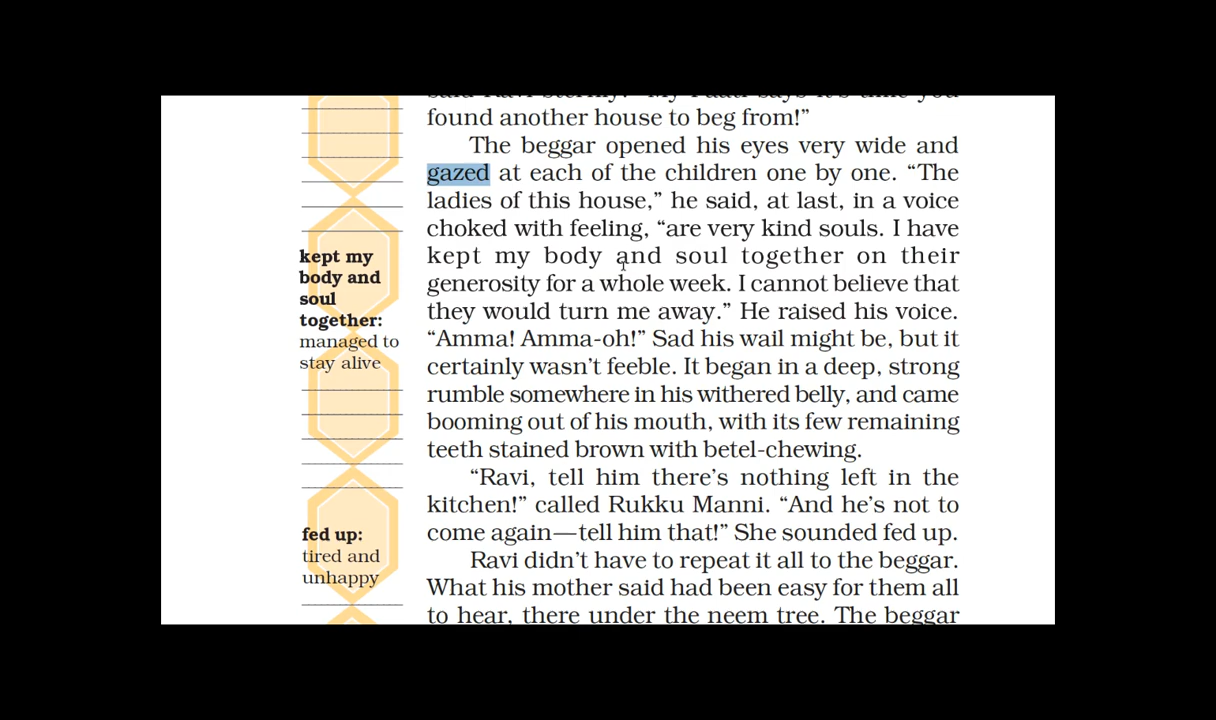 found another house to beg from!”
The beggar opened his eyes very wide and
gazed at each of the children one by one. “The
ladies of this house,” he said, at last, in a voice
choked with feeling, “are very kind souls. I have
kept my body and soul together on their
generosity for a whole week. I cannot believe that
they would turn me away.” He raised his voice.
“Amma! Amma-oh!” Sad his wail might be, but it
certainly wasn’t feeble. It began in a deep, strong
rumble somewhere in his withered belly, and came
booming out of his mouth, with its few remaining
teeth stained brown with betel-chewing.
“Ravi, tell him there’s nothing left in the
kitchen!” called Rukku Manni. “And he’s not to
come again—tell him that!” She sounded fed up.
Ravi didn’t have to repeat it all to the beggar.
What his mother said had been easy for them all
to hear, there under the neem tree. The beggar
kept my
body and
soul
together:
managed to
stay alive
fed up:
tired and
unhappy